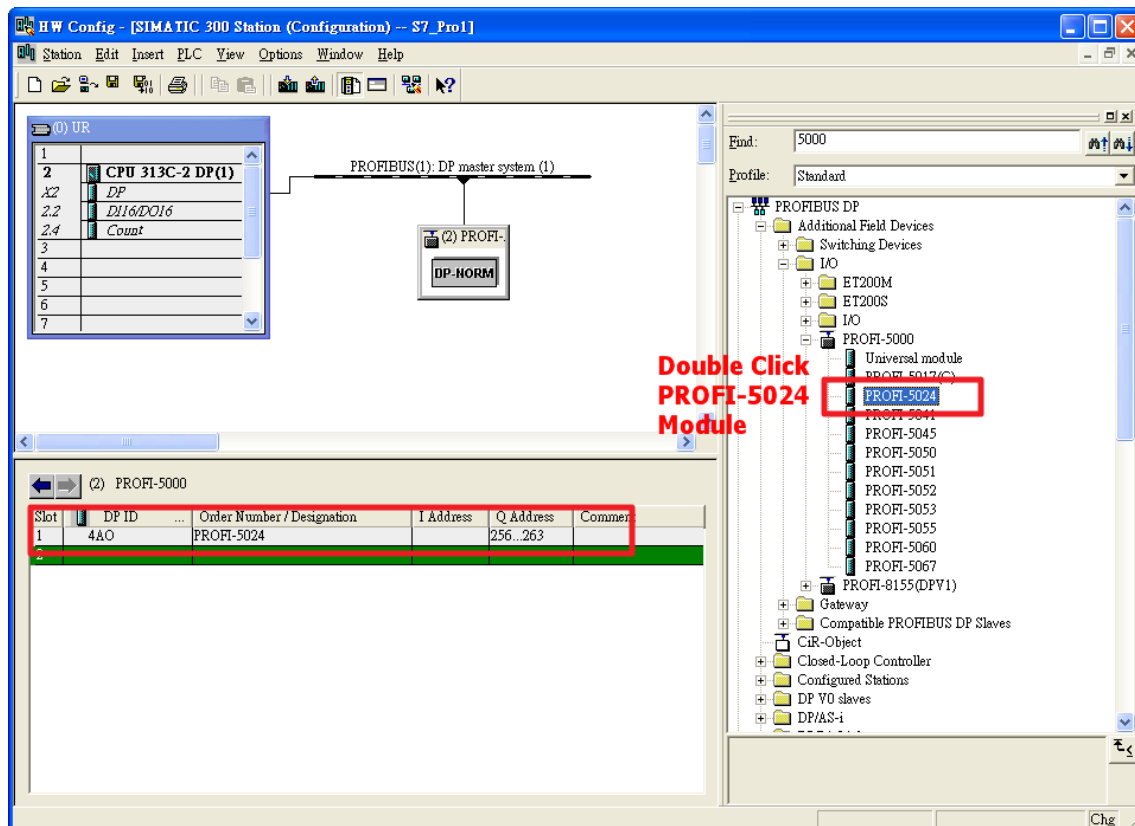 HW Config - [SIMATIC 300 Station (Configuration) -- S7_Pro1]
Station Edit Insert PLC View Options Window Help
(0) UR
1
2 CPU 313C-2 DP(1)
X2 DP
2.2 DI16/DO16
2.4 Count
3
4
5
6
7
PROFIBUS(1): DP master system (1)
(2) PROFI-.
DP-NORM
Find: 5000
Profile: Standard
PROFIBUS DP
Additional Field Devices
Switching Devices
I/O
ET200M
ET200S
I/O
PROFI-5000
Universal module
PROFI-5017(C)
PROFI-5024
PROFI-5041
PROFI-5045
PROFI-5050
PROFI-5051
PROFI-5052
PROFI-5053
PROFI-5055
PROFI-5060
PROFI-5067
PROFI-8155(DPV1)
Gateway
Compatible PROFIBUS DP Slaves
CiR-Object
Closed-Loop Controller
Configured Stations
DP V0 slaves
DP/AS-i
Double Click
PROFI-5024
Module
(2) PROFI-5000
Slot DP ID ... Order Number / Designation I Address Q Address Comment
1 4AO PROFI-5024 256...263
2
Chg